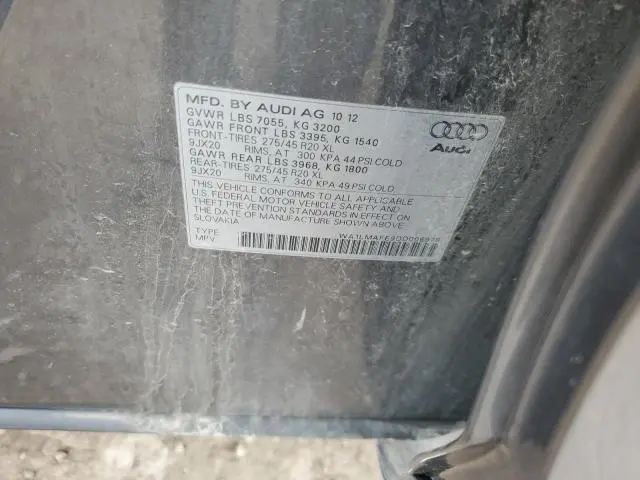 MFD. BY AUDI AG 10 12
GVWR LBS 7055, KG 3200
GAWR FRONT LBS 3395, KG 1540
FRONT-TIRES 275/45 R20 XL
9JX20 RIMS, AT 300 KPA 44 PSI COLD
GAWR REAR LBS 3968, KG 1800
REAR-TIRES 275/45 R20 XL
9JX20 RIMS, AT 340 KPA 49 PSI COLD
THIS VEHICLE CONFORMS TO ALL APPLICABLE
U.S. FEDERAL MOTOR VEHICLE SAFETY AND
THEFT PREVENTION STANDARDS IN EFFECT ON
THE DATE OF MANUFACTURE SHOWN ABOVE
SLOVAKIA
TYPE
MPV
Audi